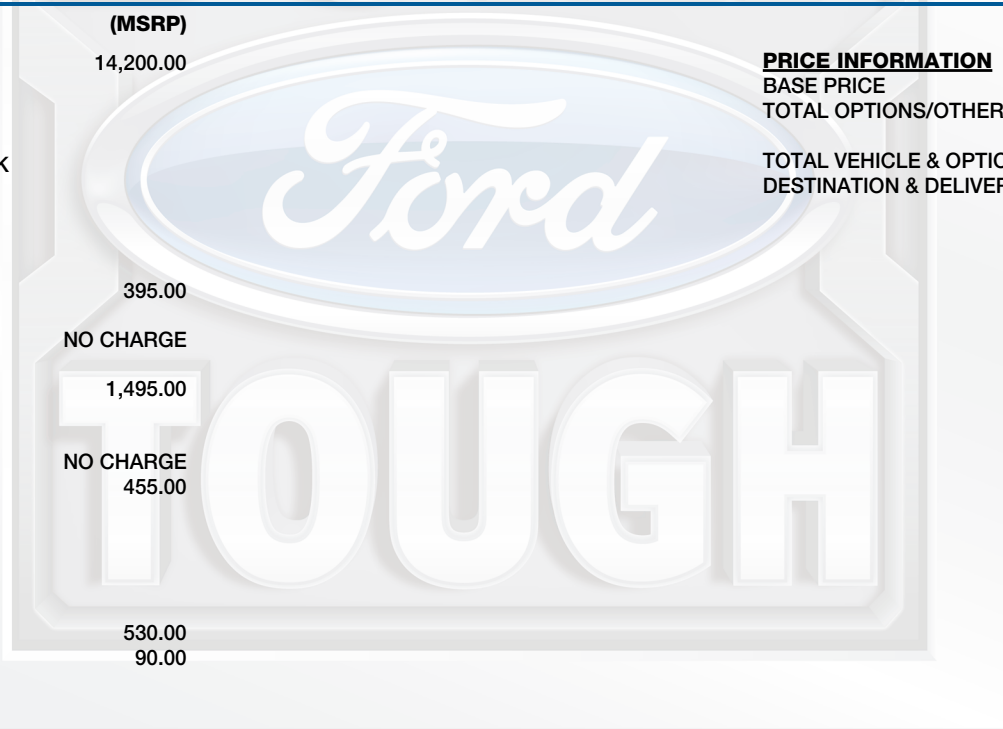 (MSRP)
14,200.00
K
395.00
NO CHARGE
1,495.00
NO CHARGE
455.00
530.00
90.00
PRICE INFORMATION
BASE PRICE
TOTAL OPTIONS/OTHER
TOTAL VEHICLE & OPTIO
DESTINATION & DELIVER
Ford
TOUGH